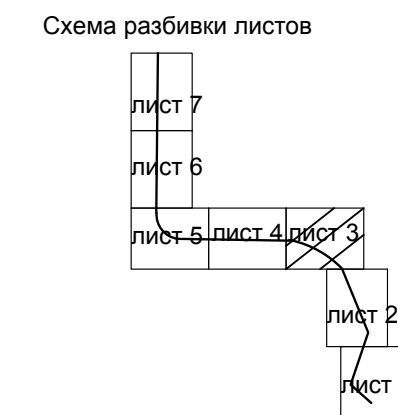 Схема разбивки листов
лист 7
лист 6
лист 5 лист 4 лист 3
лист 2
лист